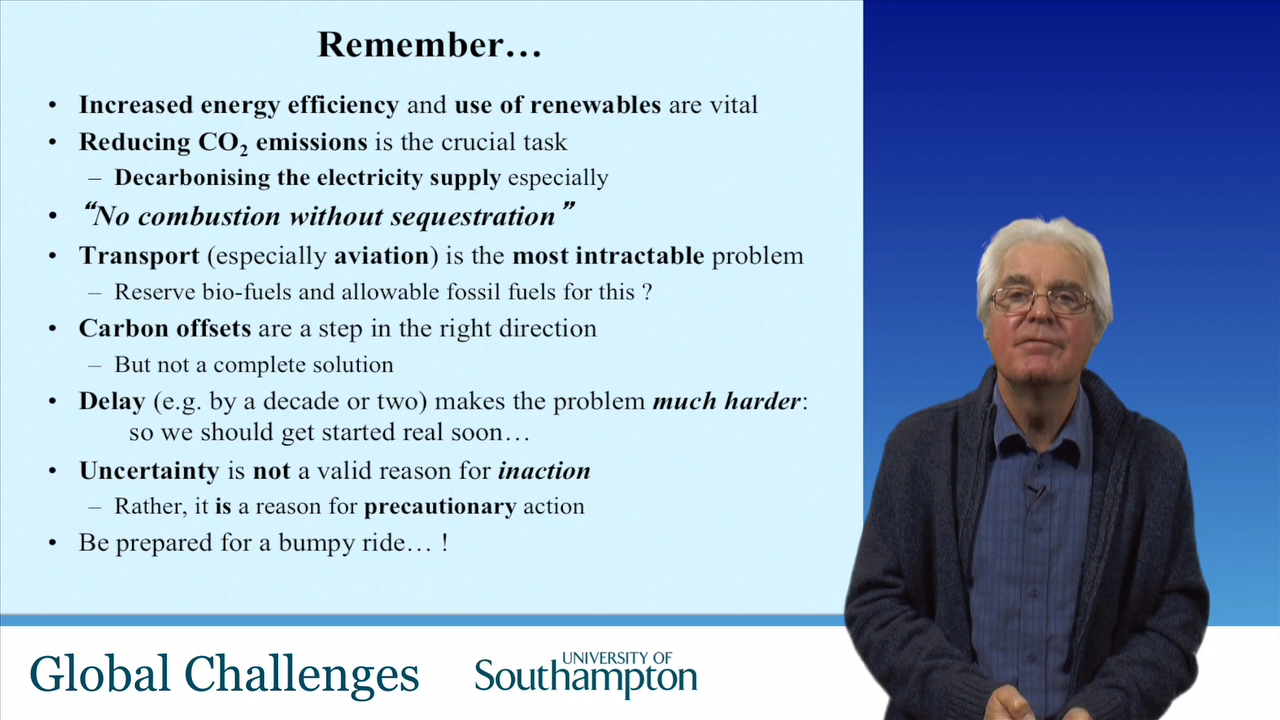 Remember…
• Increased energy efficiency and use of renewables are vital
• Reducing CO₂ emissions is the crucial task
– Decarbonising the electricity supply especially
• “No combustion without sequestration”
• Transport (especially aviation) is the most intractable problem
– Reserve bio-fuels and allowable fossil fuels for this ?
• Carbon offsets are a step in the right direction
– But not a complete solution
• Delay (e.g. by a decade or two) makes the problem much harder:
so we should get started real soon…
• Uncertainty is not a valid reason for inaction
– Rather, it is a reason for precautionary action
• Be prepared for a bumpy ride… !
Global Challenges
UNIVERSITY OF
Southampton